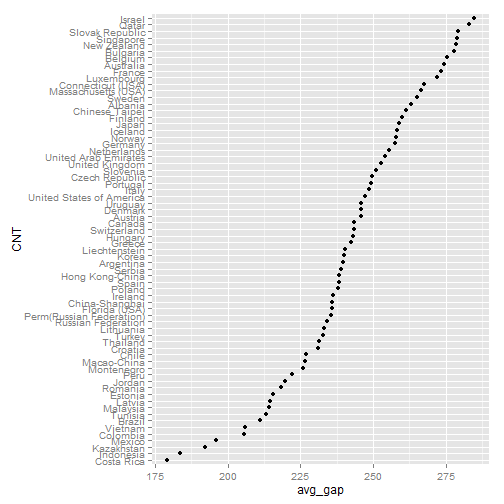 Israel
Qatar
Slovak Republic
Singapore
New Zealand
Bulgaria
Belgium
Australia
France
Luxembourg
Connecticut (USA)
Massachusetts (USA)
Sweden
Albania
Chinese Taipei
Finland
Japan
Iceland
Norway
Germany
Netherlands
United Arab Emirates
United Kingdom
Slovenia
Czech Republic
Portugal
Italy
United States of America
Uruguay
Denmark
Austria
Canada
Switzerland
Hungary
Greece
Liechtenstein
Korea
Argentina
Serbia
Hong Kong-China
Spain
Poland
Ireland
China-Shanghai
Florida (USA)
Perm(Russian Federation)
Russian Federation
Lithuania
Turkey
Thailand
Croatia
Chile
Macao-China
Montenegro
Peru
Jordan
Romania
Estonia
Latvia
Malaysia
Tunisia
Brazil
Vietnam
Colombia
Mexico
Kazakhstan
Indonesia
Costa Rica
CNT
175 200 225 250 275
avg_gap